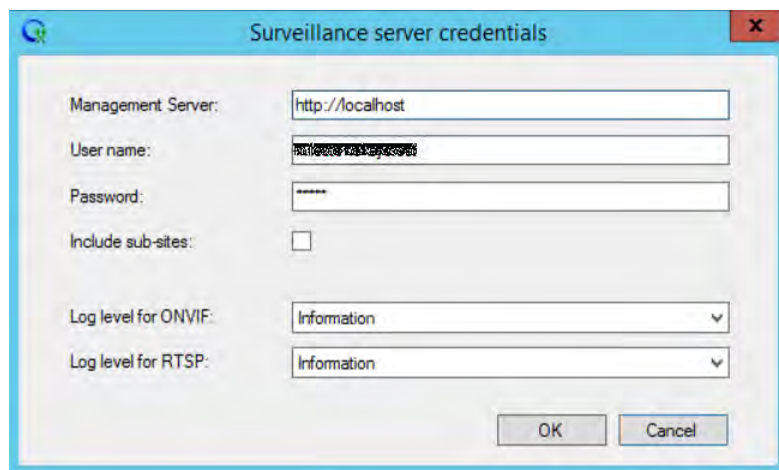 Surveillance server credentials
Management Server: http://localhost
User name:
Password: *****
Include sub-sites:
Log level for ONVIF: Information
Log level for RTSP: Information
OK Cancel